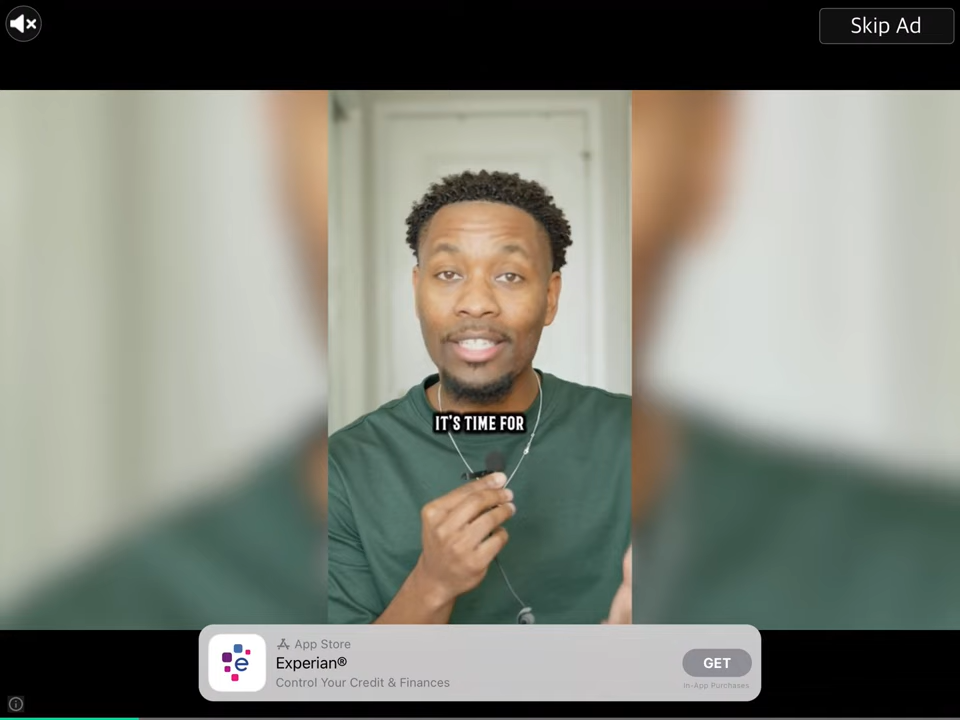 Skip Ad
IT'S TIME FOR
App Store
Experian®
Control Your Credit & Finances
GET
In-App Purchases